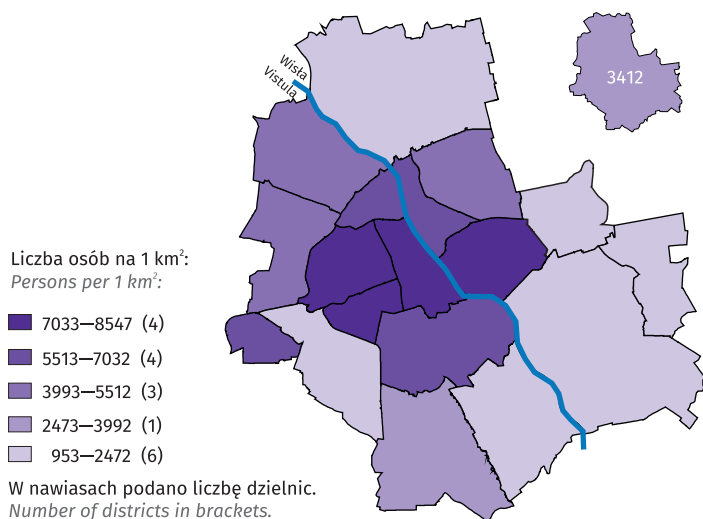 Wisła
Vistula
3412
Liczba osób na 1 km²:
Persons per 1 km²:
7033—8547 (4)
5513—7032 (4)
3993—5512 (3)
2473—3992 (1)
953—2472 (6)
W nawiasach podano liczbę dzielnic.
Number of districts in brackets.